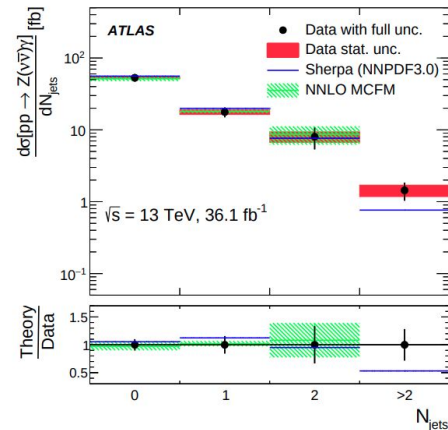 dσ[pp → Z(νν̄)γ] / dN_jets [fb]
ATLAS
Data with full unc.
Data stat. unc.
Sherpa (NNPDF3.0)
NNLO MCFM
10²
10
1
10⁻¹
√s = 13 TeV, 36.1 fb⁻¹
Theory / Data
1.5
1
0.5
0 1 2 >2
N_jets